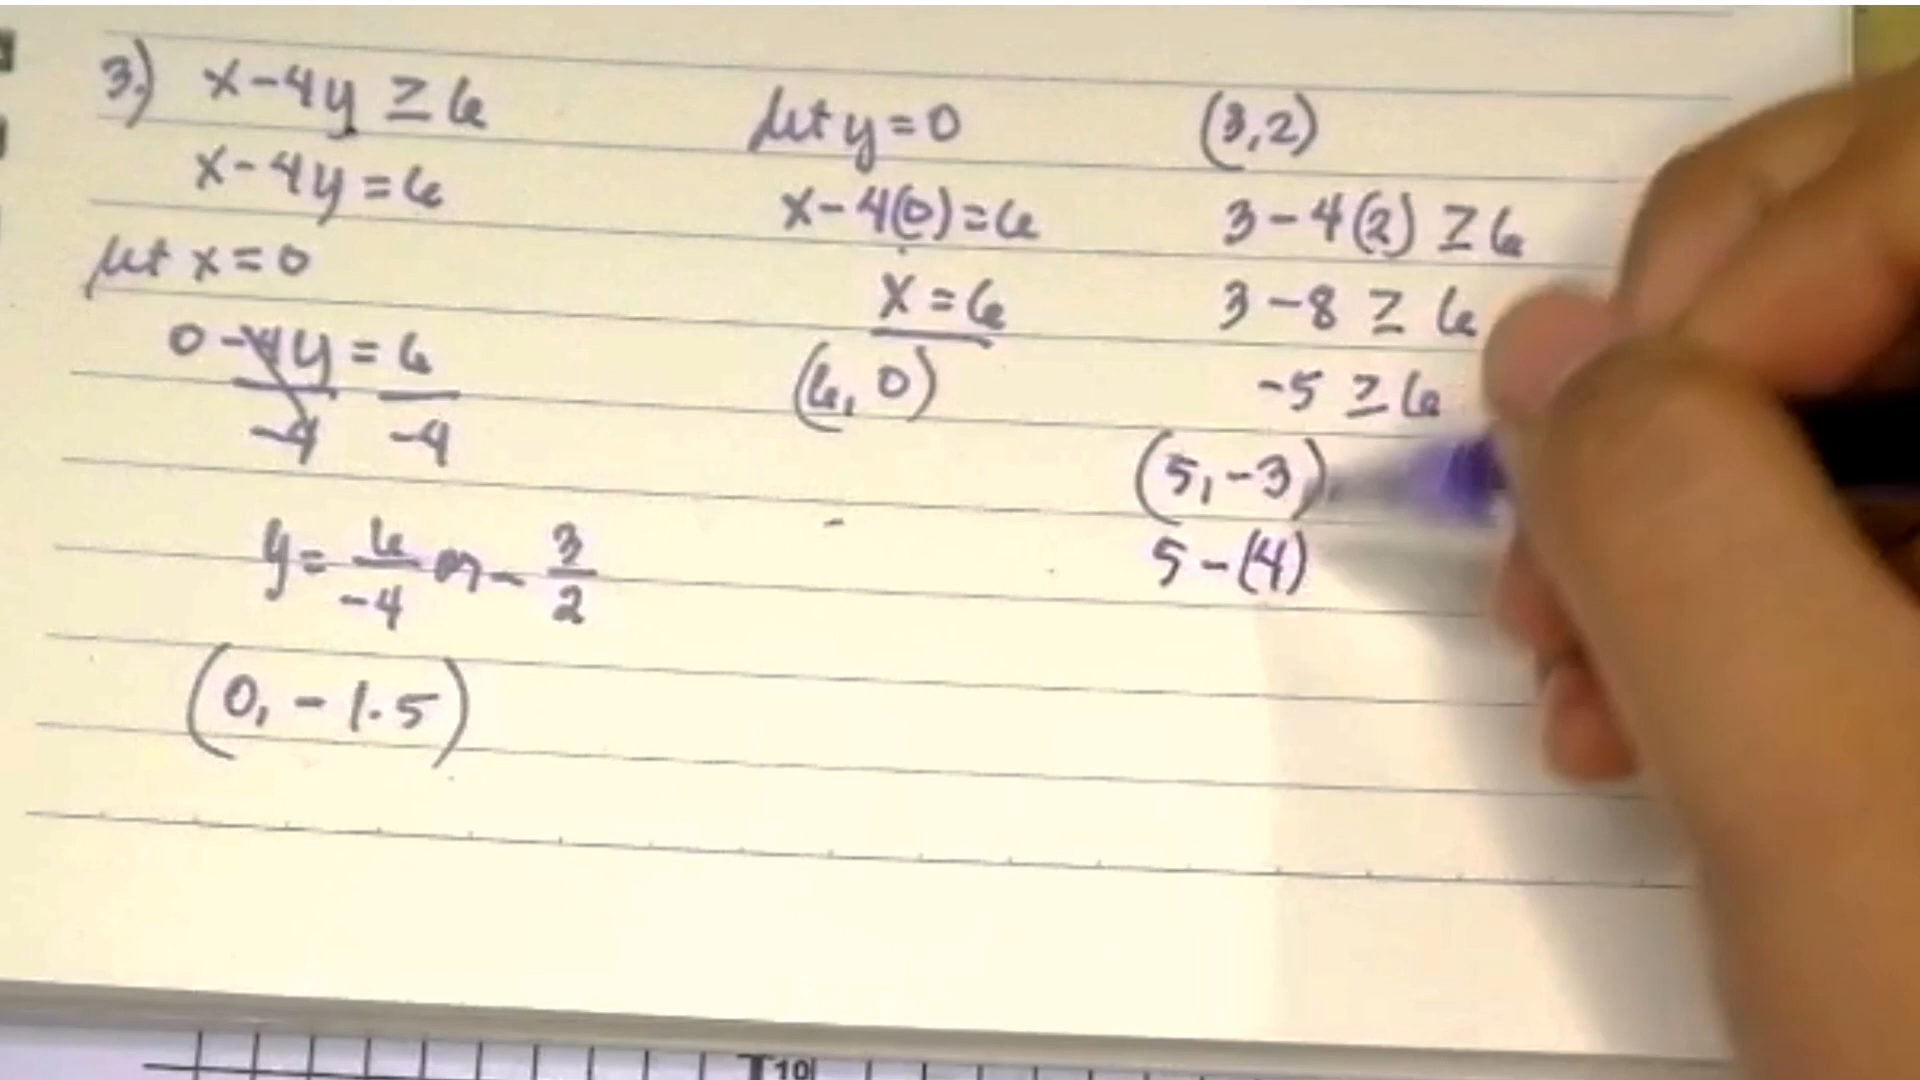 3.) x-4y ≥ 6
x-4y=6
let x=0
0-4y = 6
-4 -4
y= 6/-4 or - 3/2
(0, -1.5)
let y=0
x-4(0)=6
x=6
(6, 0)
(3,2)
3-4(2) ≥ 6
3-8 ≥ 6
-5 ≥ 6
(5,-3)
5-(4)
10